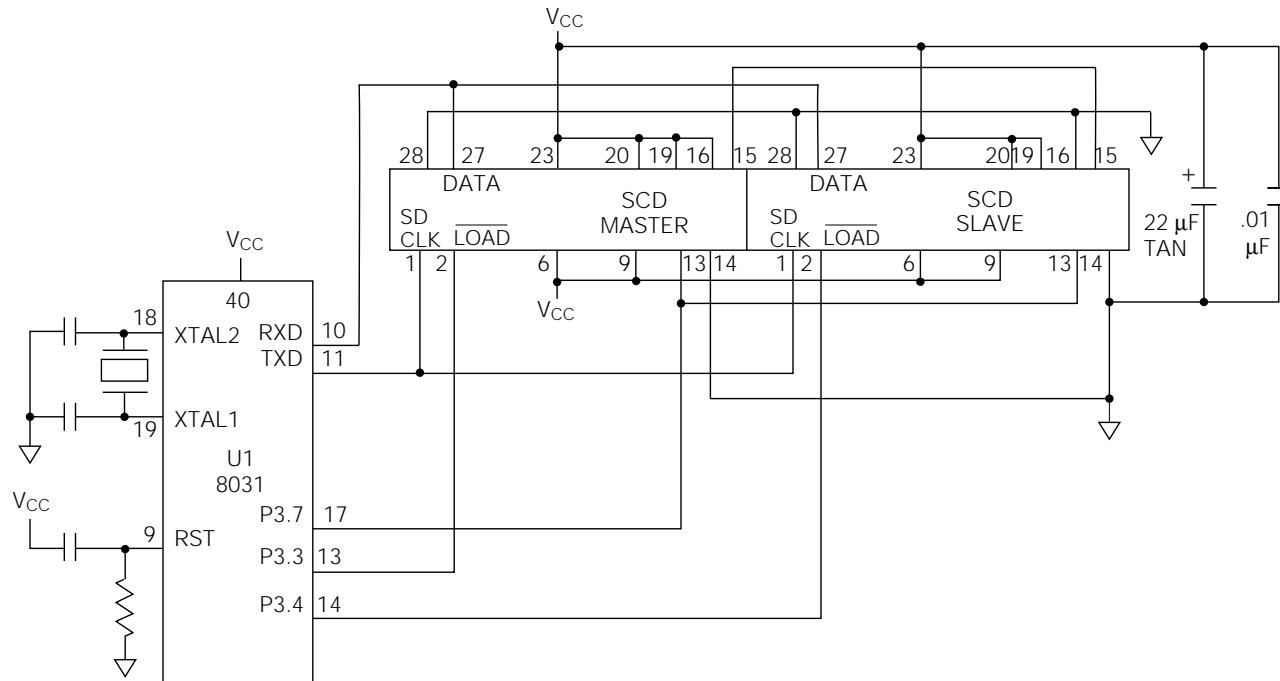 VCC
28 27 23 20 19 16 15 28 27 23 20 19 16 15
DATA SCD MASTER
DATA SCD SLAVE
SD CLK LOAD
SD CLK LOAD
+
22 µF TAN
.01 µF
1 2 6 9 13 14 1 2 6 9 13 14
VCC
VCC
40
18 XTAL2 RXD 10
TXD 11
19 XTAL1
U1
8031
VCC
9 RST
P3.7 17
P3.3 13
P3.4 14